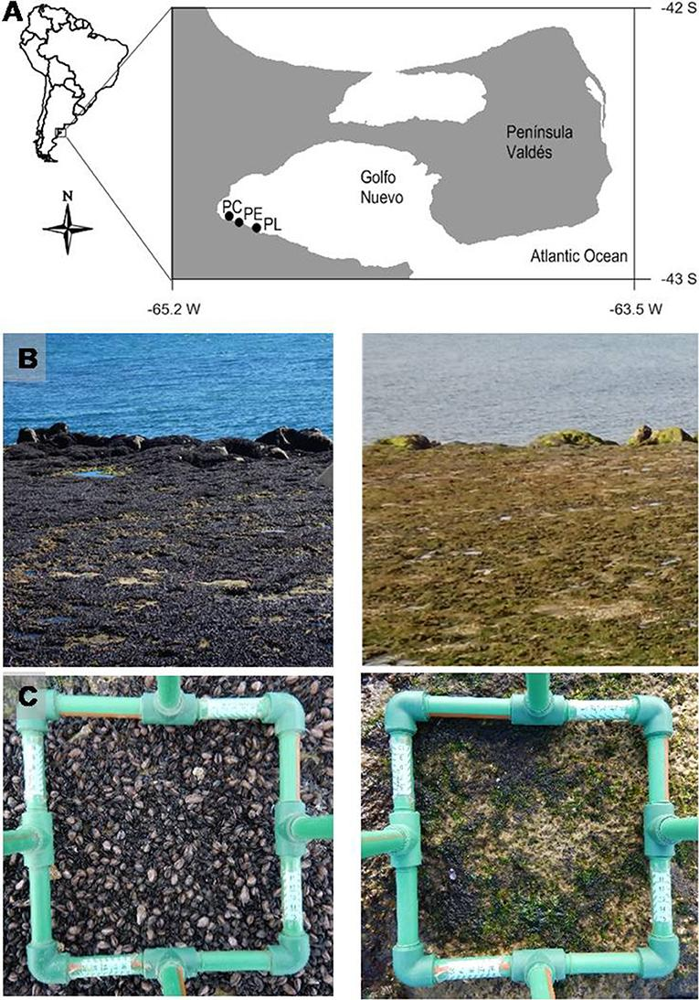 A
-42 S
Península
Valdés
Golfo
Nuevo
N
PC
PE
PL
Atlantic Ocean
-43 S
-65.2 W
-63.5 W
B
C